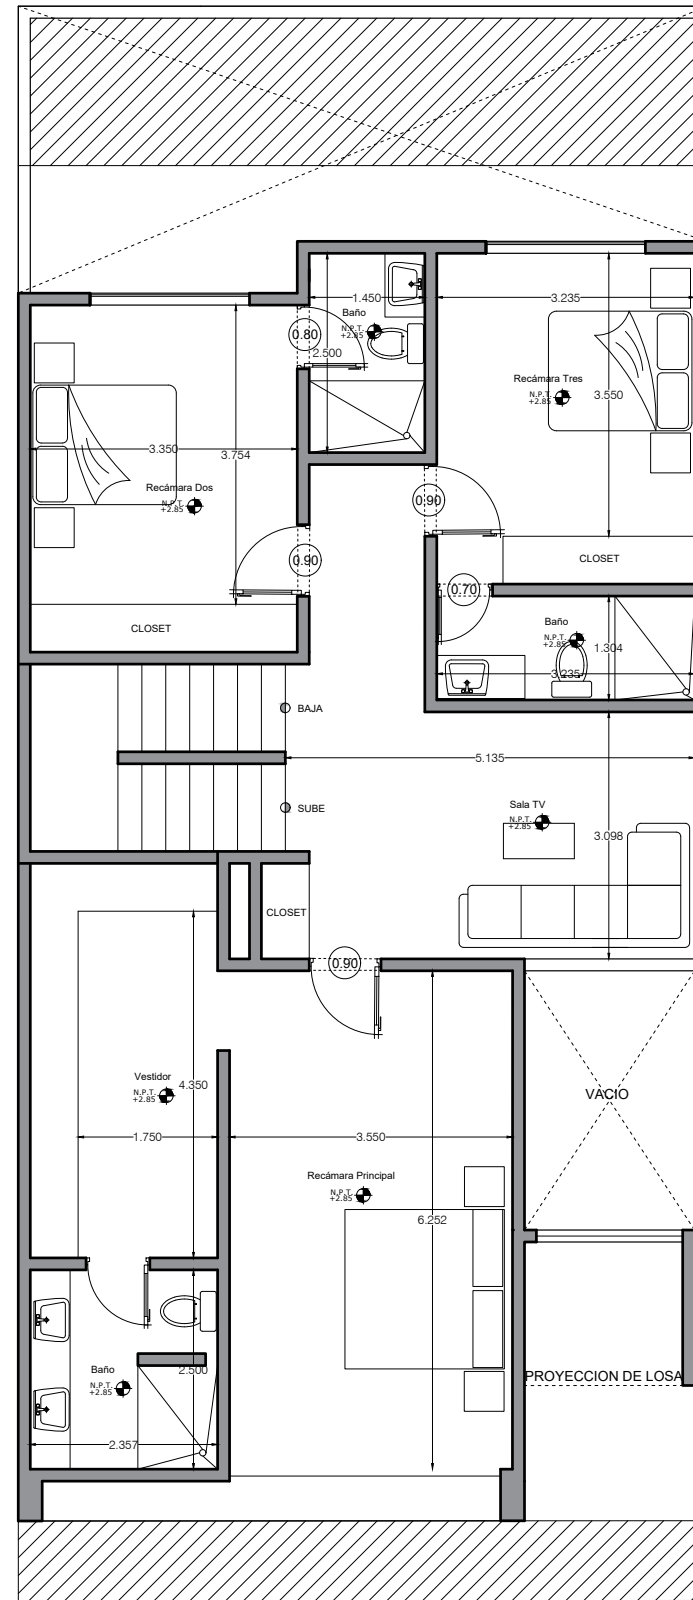 1.450
3.235
Baño
N.P.T.
+2.85
0.80
2.500
Recámara Tres
N.P.T.
+2.85
3.550
3.350
3.754
Recámara Dos
N.P.T.
+2.85
0.90
0.90
CLOSET
0.70
CLOSET
Baño
N.P.T.
+2.85
1.304
3.235
BAJA
5.135
SUBE
Sala TV
N.P.T.
+2.85
3.098
CLOSET
0.90
Vestidor
N.P.T.
+2.85
4.350
VACIO
1.750
3.550
Recámara Principal
N.P.T.
+2.85
6.252
Baño
N.P.T.
+2.85
2.500
PROYECCION DE LOSA
2.357